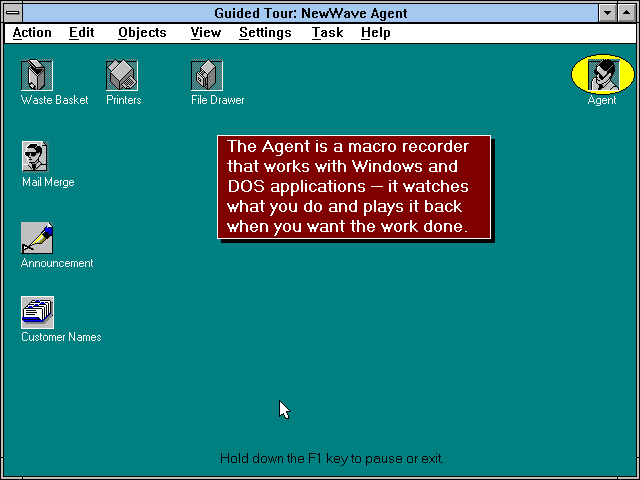 Guided Tour: NewWave Agent
Action Edit Objects View Settings Task Help
Waste Basket Printers File Drawer Agent
The Agent is a macro recorder
that works with Windows and
DOS applications — it watches
what you do and plays it back
when you want the work done.
Mail Merge
Announcement
Customer Names
Hold down the F1 key to pause or exit.